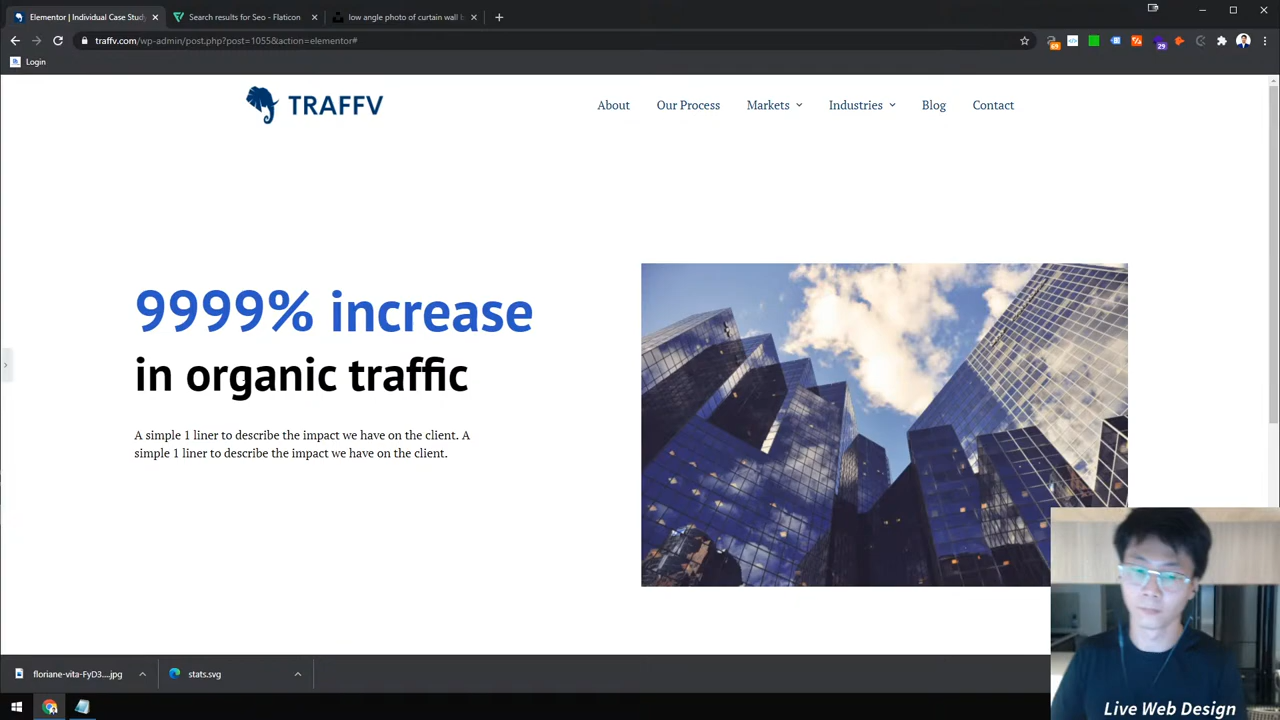 Elementor | Individual Case Stud
Search results for Seo - Flaticon
low angle photo of curtain wall b
traffv.com/wp-admin/post.php?post=1055&action=elementor#
69
29
Login
TRAFFV
About
Our Process
Markets
Industries
Blog
Contact
9999% increase
in organic traffic
A simple 1 liner to describe the impact we have on the client. A
simple 1 liner to describe the impact we have on the client.
floriane-vita-FyD3....jpg
stats.svg
Live Web Design